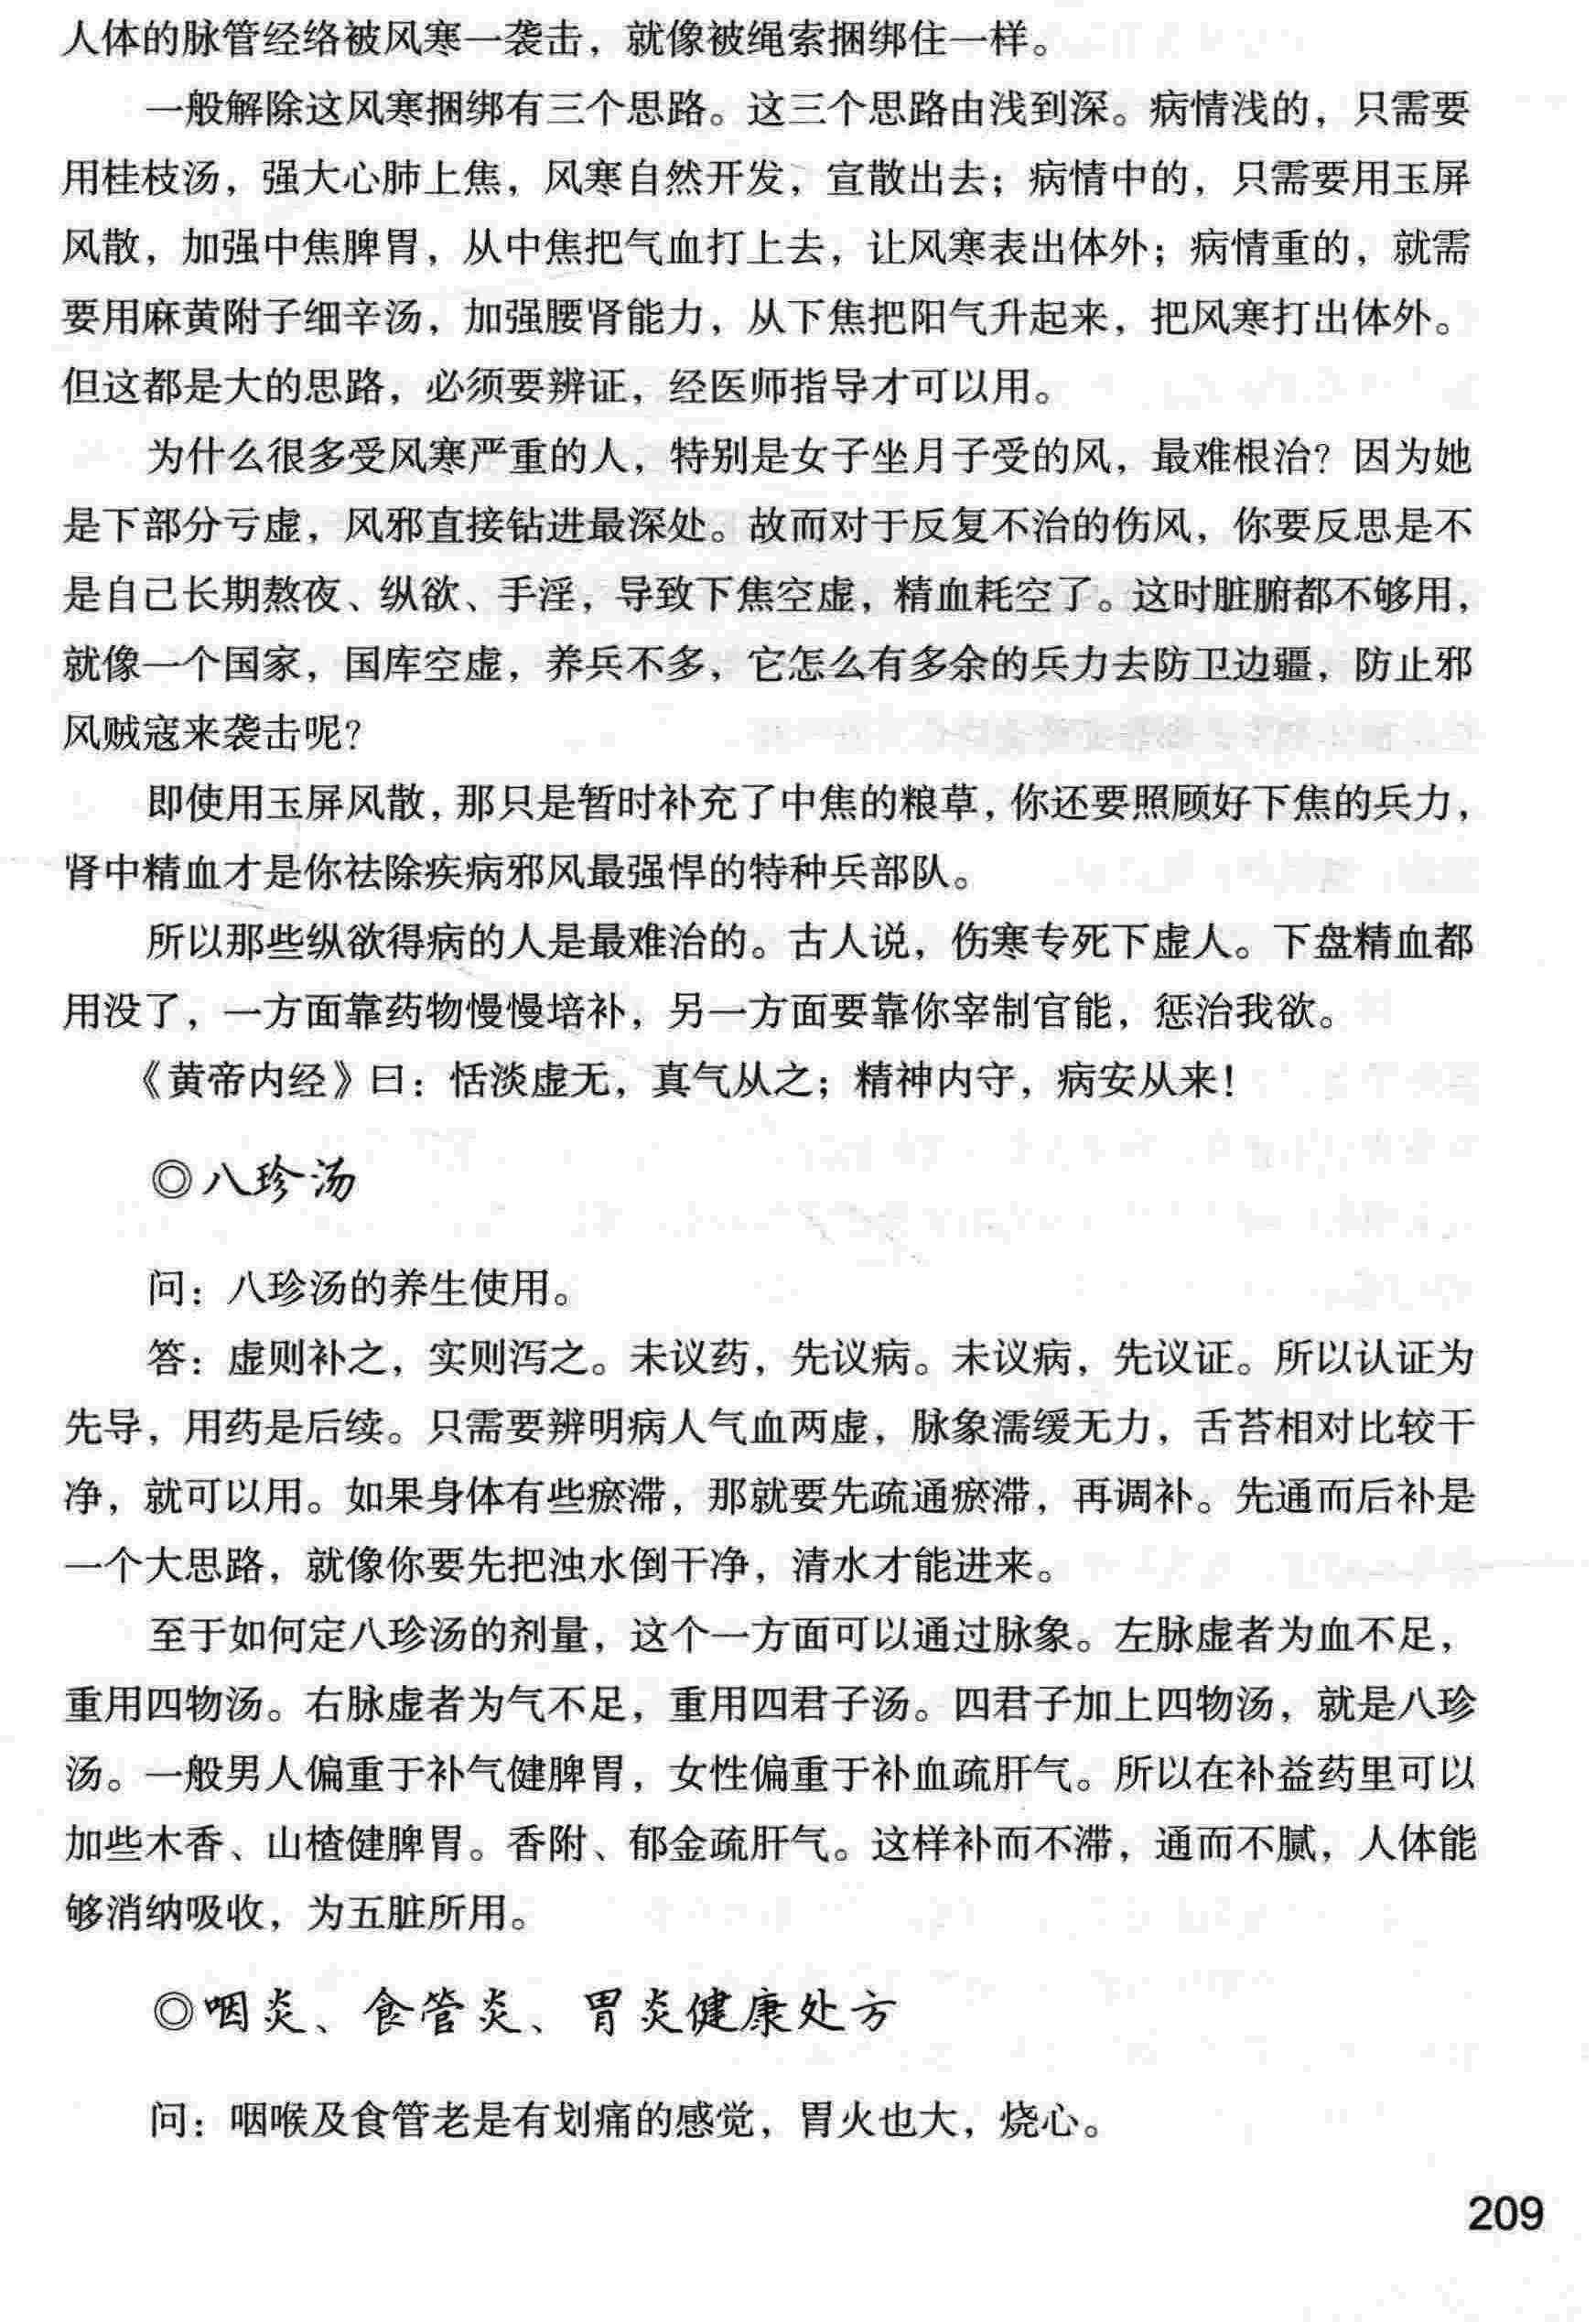 人体的脉管经络被风寒一袭击，就像被绳索捆绑住一样。
一般解除这风寒捆绑有三个思路。这三个思路由浅到深。病情浅的，只需要
用桂枝汤，强大心肺上焦，风寒自然开发，宣散出去；病情中的，只需要用玉屏
风散，加强中焦脾胃，从中焦把气血打上去，让风寒表出体外；病情重的，就需
要用麻黄附子细辛汤，加强腰肾能力，从下焦把阳气升起来，把风寒打出体外。
但这都是大的思路，必须要辨证，经医师指导才可以用。
为什么很多受风寒严重的人，特别是女子坐月子受的风，最难根治？因为她
是下部分亏虚，风邪直接钻进最深处。故而对于反复不治的伤风，你要反思是不
是自己长期熬夜、纵欲、手淫，导致下焦空虚，精血耗空了。这时脏腑都不够用，
就像一个国家，国库空虚，养兵不多，它怎么有多余的兵力去防卫边疆，防止邪
风贼寇来袭击呢？
即使用玉屏风散，那只是暂时补充了中焦的粮草，你还要照顾好下焦的兵力，
肾中精血才是你祛除疾病邪风最强悍的特种兵部队。
所以那些纵欲得病的人是最难治的。古人说，伤寒专死下虚人。下盘精血都
用没了，一方面靠药物慢慢培补，另一方面要靠你宰制官能，惩治我欲。
《黄帝内经》曰：恬淡虚无，真气从之；精神内守，病安从来！
◎八珍汤
问：八珍汤的养生使用。
答：虚则补之，实则泻之。未议药，先议病。未议病，先议证。所以认证为
先导，用药是后续。只需要辨明病人气血两虚，脉象濡缓无力，舌苔相对比较干
净，就可以用。如果身体有些瘀滞，那就要先疏通瘀滞，再调补。先通而后补是
一个大思路，就像你要先把浊水倒干净，清水才能进来。
至于如何定八珍汤的剂量，这个一方面可以通过脉象。左脉虚者为血不足，
重用四物汤。右脉虚者为气不足，重用四君子汤。四君子加上四物汤，就是八珍
汤。一般男人偏重于补气健脾胃，女性偏重于补血疏肝气。所以在补益药里可以
加些木香、山楂健脾胃。香附、郁金疏肝气。这样补而不滞，通而不腻，人体能
够消纳吸收，为五脏所用。
◎咽炎、食管炎、胃炎健康处方
问：咽喉及食管老是有划痛的感觉，胃火也大，烧心。
209